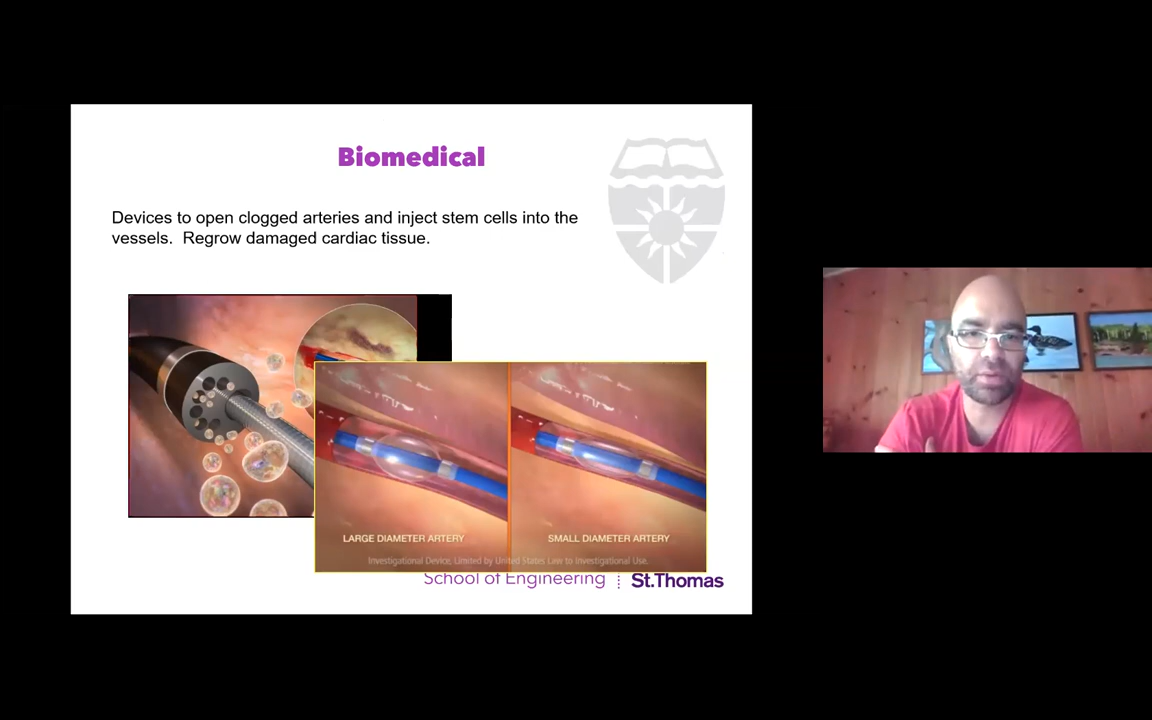 Biomedical
Devices to open clogged arteries and inject stem cells into the
vessels.  Regrow damaged cardiac tissue.
LARGE DIAMETER ARTERY
SMALL DIAMETER ARTERY
Investigational Device, Limited by United States Law to Investigational Use.
School of Engineering
St.Thomas